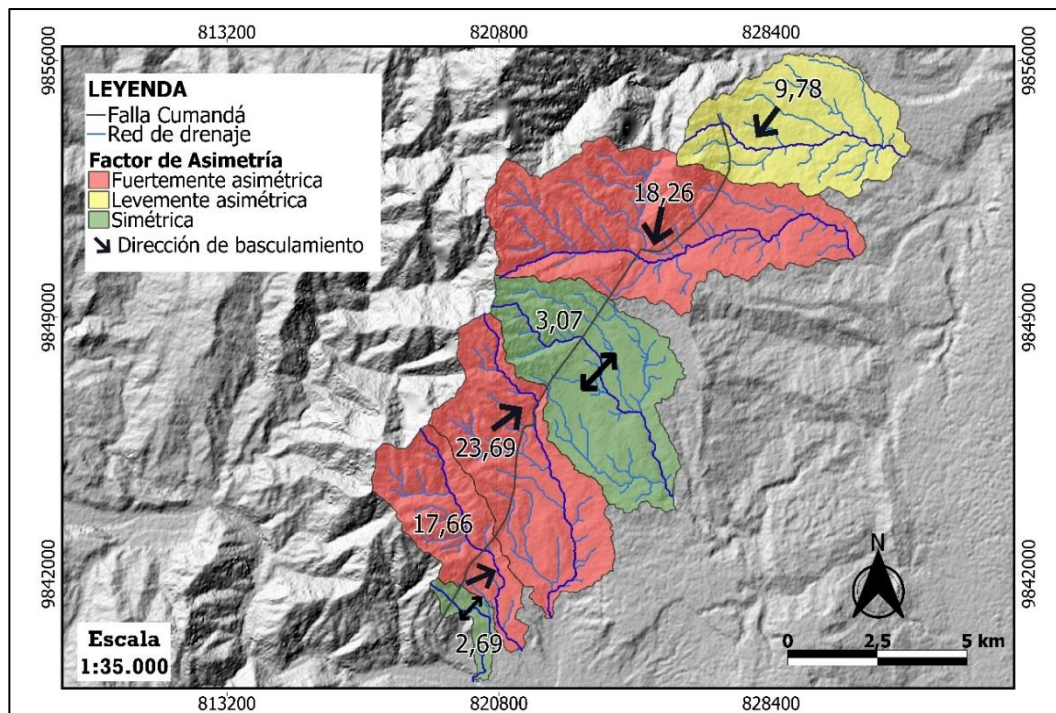 813200 820800 828400
9856000 9856000
LEYENDA
Falla Cumandá
Red de drenaje
Factor de Asimetría
Fuertemente asimétrica
Levemente asimétrica
Simétrica
Dirección de basculamiento
9,78
18,26
9849000 9849000
3,07
23,69
17,66
9842000 9842000
N
2,69
Escala
1:35.000
0 2,5 5 km
813200 820800 828400